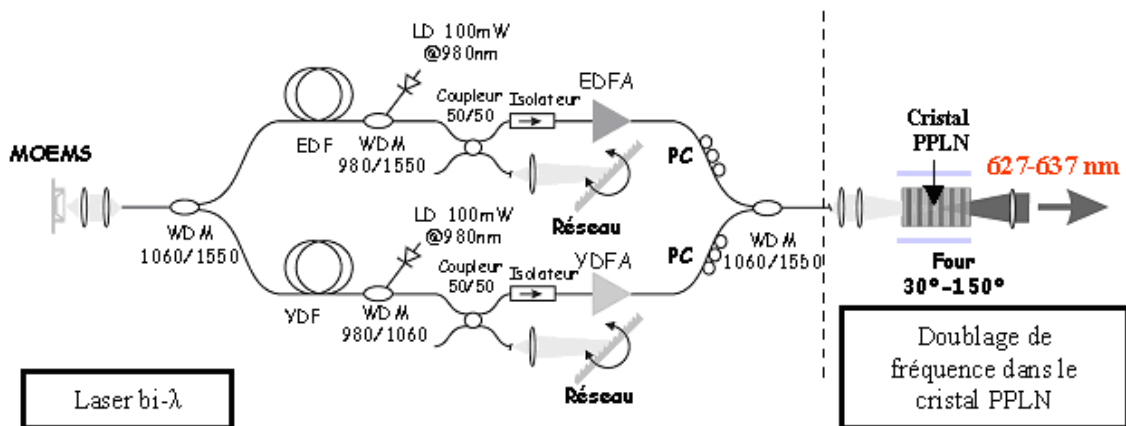 LD 100mW
@980nm
EDFA
Coupleur
50/50
Isolateur
EDF
WDM
980/1550
MOEMS
PC
Cristal
PPLN
627-637 nm
Réseau
WDM
1060/1550
LD 100mW
@980nm
Coupleur
50/50
Isolateur
YDFA
PC
WDM
1060/1550
YDF
WDM
980/1060
Réseau
Four
30°-150°
Laser bi-λ
Doublage de
fréquence dans le
cristal PPLN